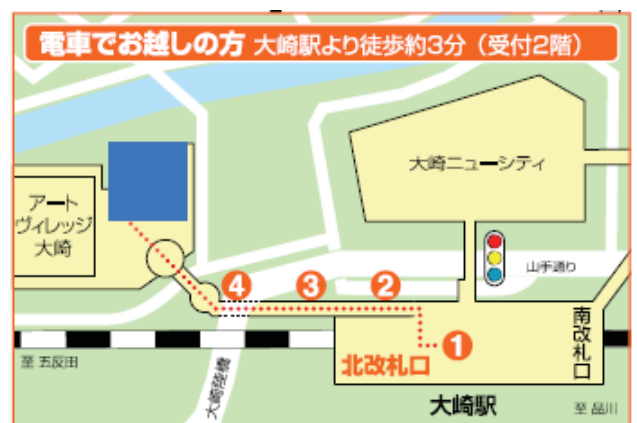 電車でお越しの方 大崎駅より徒歩約3分（受付2階）
大崎ニューシティ
アート
ヴィレッジ
大崎
山手通り
4
3
2
1
南改札口
北改札口
至 五反田
大崎陸橋
大崎駅
至 品川